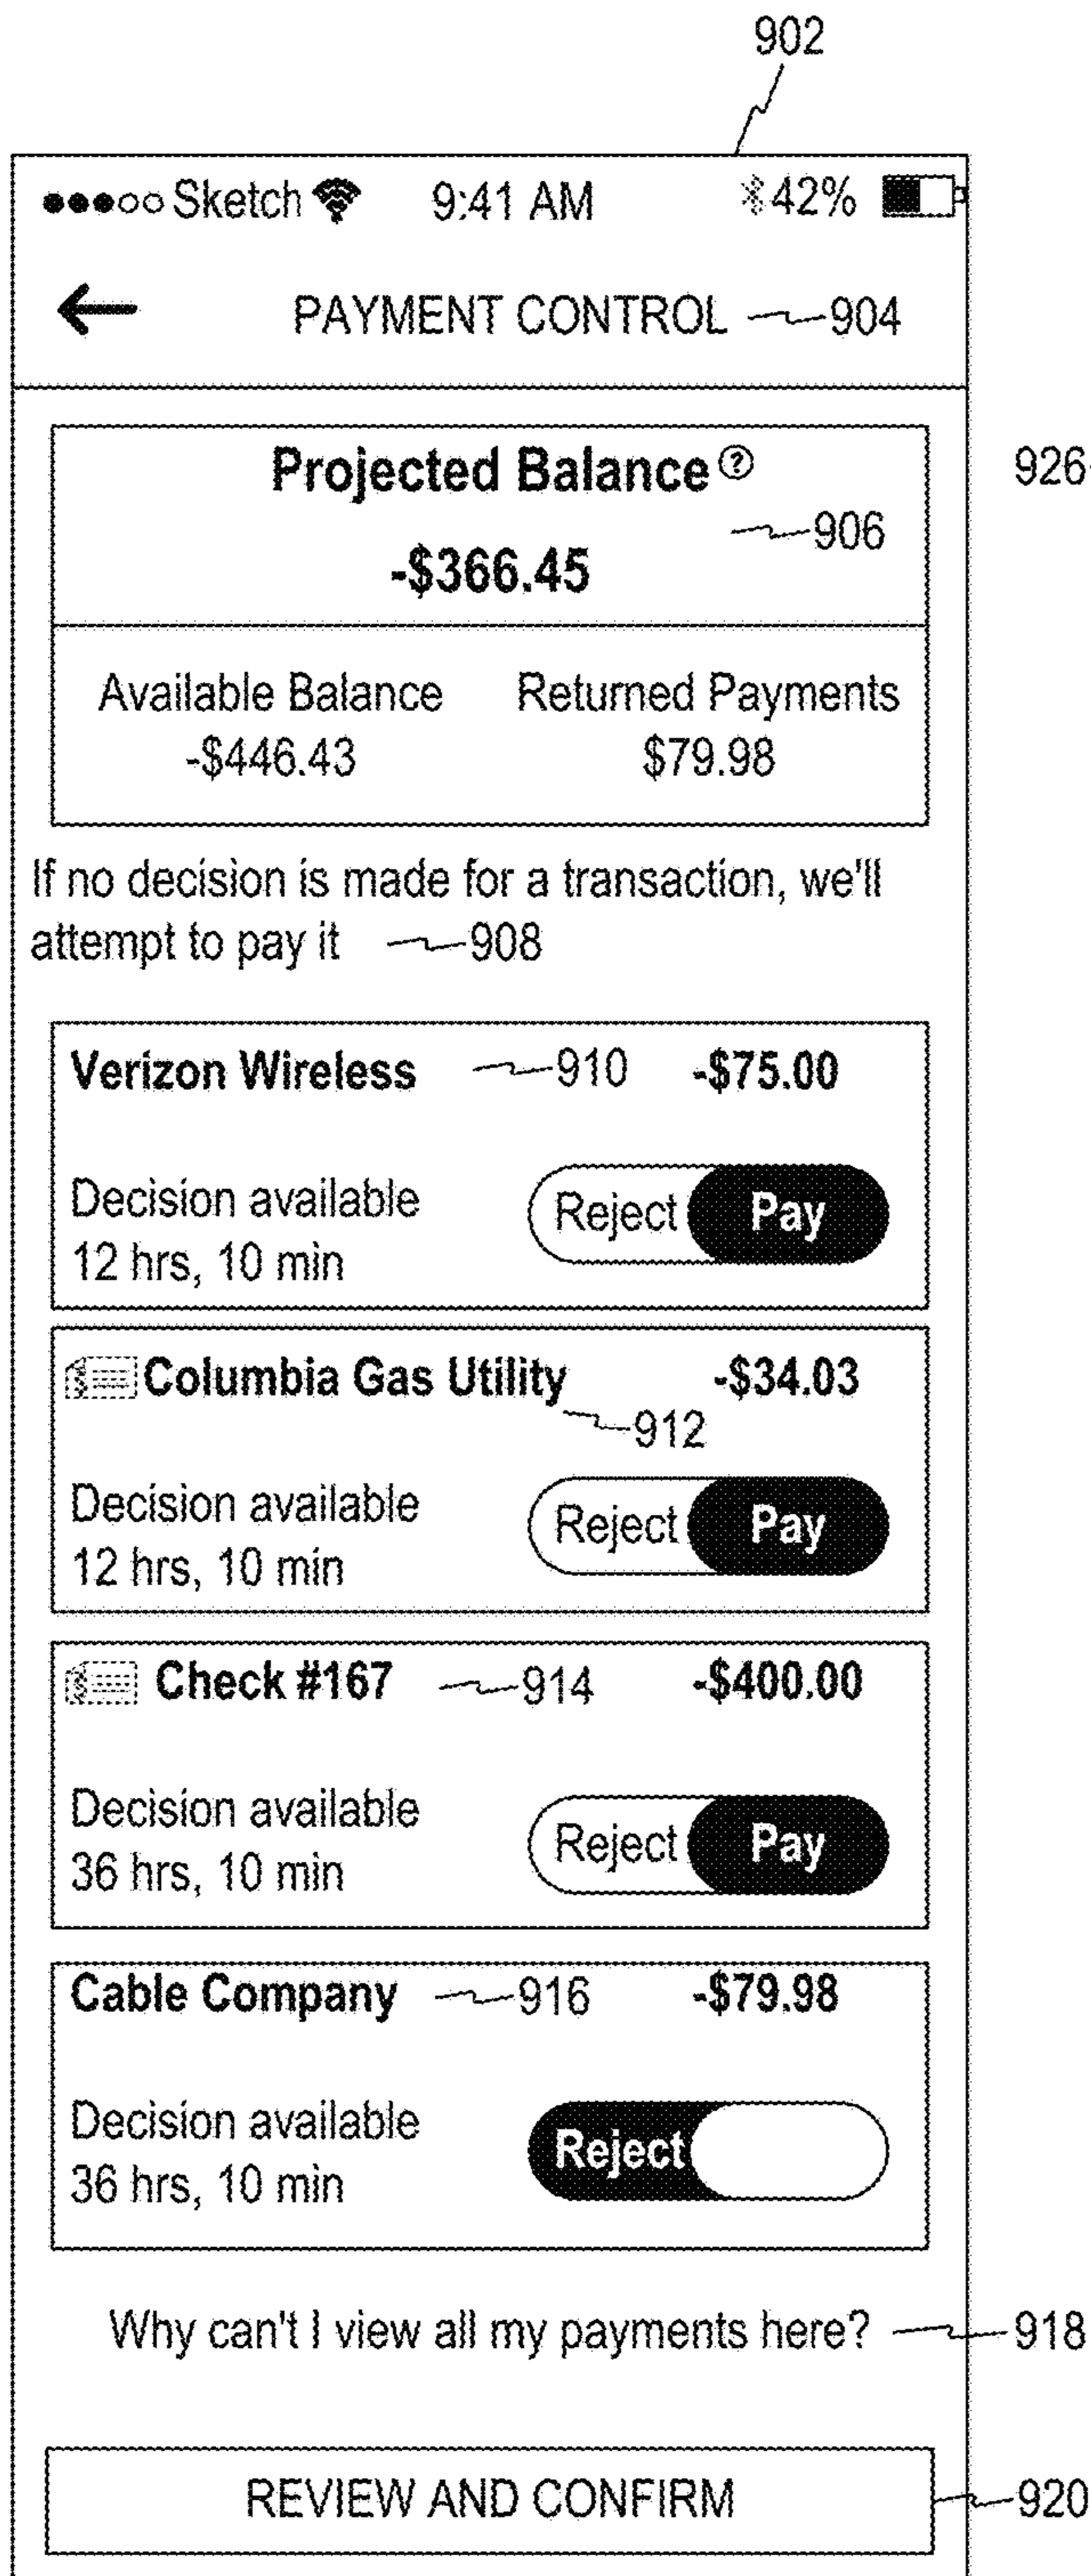 902
Sketch 9:41 AM 42%
PAYMENT CONTROL 904
Projected Balance ?
926
906
-$366.45
Available Balance Returned Payments
-$446.43 $79.98
If no decision is made for a transaction, we'll
attempt to pay it 908
Verizon Wireless 910 -$75.00
Decision available
12 hrs, 10 min
Reject Pay
Columbia Gas Utility -$34.03
912
Decision available
12 hrs, 10 min
Reject Pay
$ Check #167 914 -$400.00
Decision available
36 hrs, 10 min
Reject Pay
Cable Company 916 -$79.98
Decision available
36 hrs, 10 min
Reject
Why can't I view all my payments here? 918
REVIEW AND CONFIRM 920